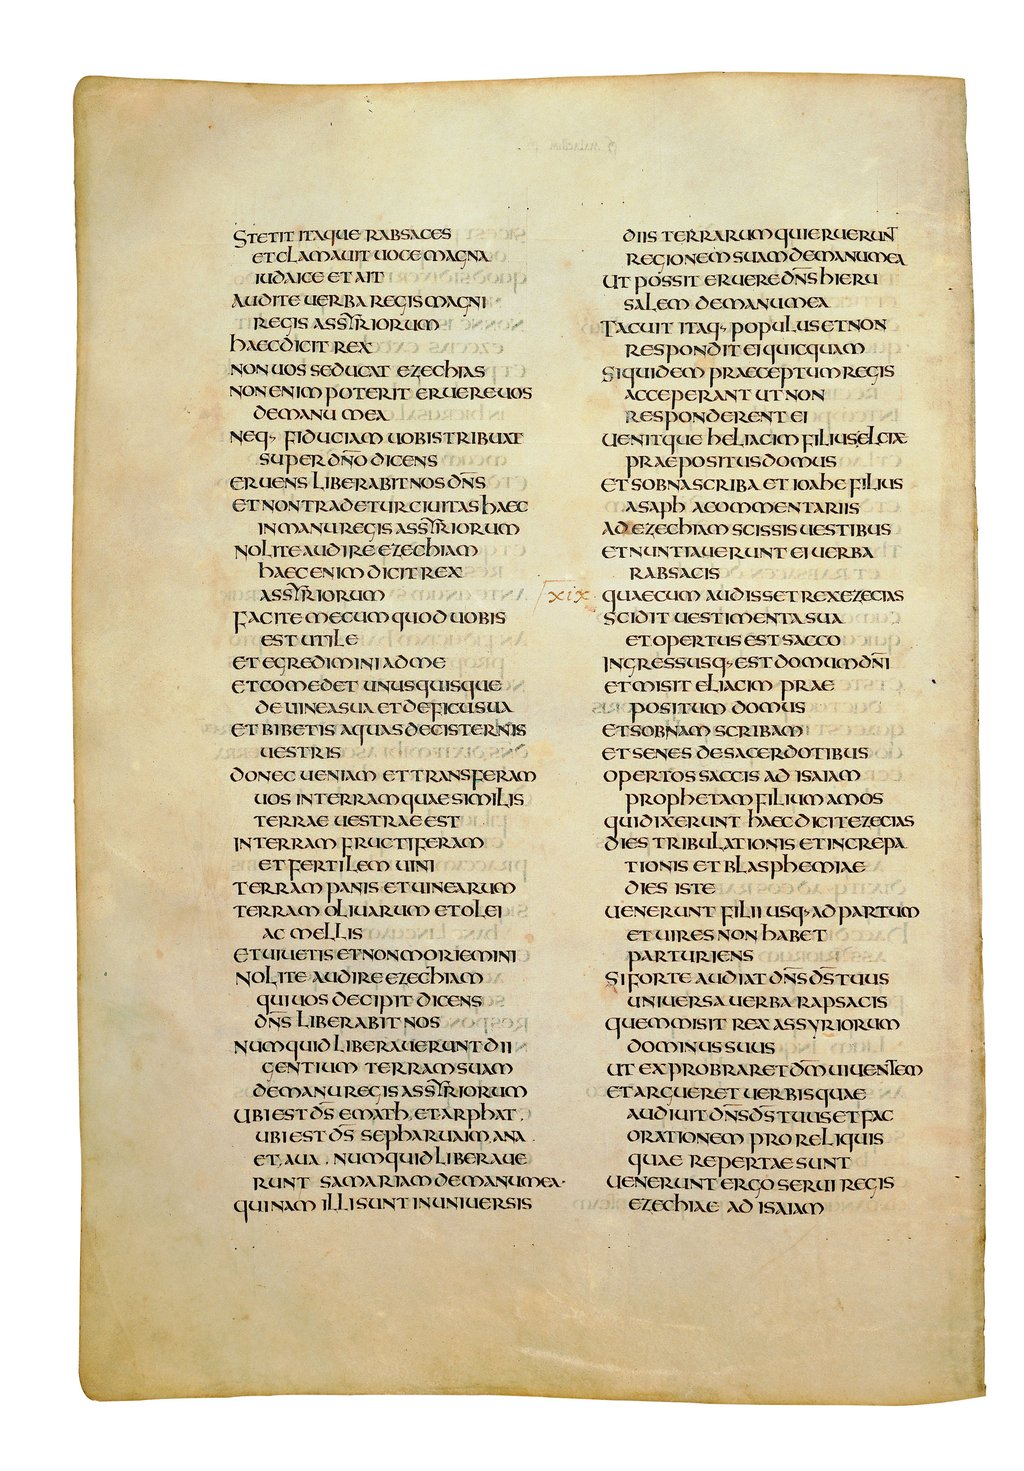 STETIT ITAQUE RABSACES
ET CLAMAUIT UOCE MAGNA
IUDAICE ET AIT
AUDITE UERBA REGIS MAGNI
REGIS ASSYRIORUM
HAEC DICIT REX
NON UOS SEDUCAT EZECHIAS
NON ENIM POTERIT ERUERE UOS
DE MANU MEA
NEQ· FIDUCIAM UOBIS TRIBUAT
SUPER DN̄O DICENS
ERUENS LIBERABIT NOS DN̄S
ET NON TRADETUR CIUITAS HAEC
IN MANU REGIS ASSYRIORUM
NOLITE AUDIRE EZECHIAM
HAEC ENIM DICIT REX
ASSYRIORUM
FACITE MECUM QUOD UOBIS
EST UTILE
ET EGREDIMINI AD ME
ET COMEDET UNUSQUISQUE
DE UINEA SUA ET DE FICU SUA
ET BIBETIS AQUAS DE CISTERNIS
UESTRIS
DONEC UENIAM ET TRANSFERAM
UOS IN TERRAM QUAE SIMILIS
TERRAE UESTRAE EST
IN TERRAM FRUCTIFERAM
ET FERTILEM UINI
TERRAM PANIS ET UINEARUM
TERRAM OLIUARUM ET OLEI
AC MELLIS
ET UIUETIS ET NON MORIEMINI
NOLITE AUDIRE EZECHIAM
QUI UOS DECIPIT DICENS
DN̄S LIBERABIT NOS
NUMQUID LIBERAUERUNT DII
GENTIUM TERRAM SUAM
DE MANU REGIS ASSYRIORUM
UBI EST DS̄ EMATH, ET ARPHAT.
UBI EST DS̄ SEPHARUAIM, ANA.
ET, AUA. NUMQUID LIBERAUE
RUNT SAMARIAM DE MANU MEA·
QUINAM ILLI SUNT IN UNIUERSIS
DIIS TERRARUM QUI ERUERUNT
REGIONEM SUAM DE MANU MEA
UT POSSIT ERUERE DN̄S HIERU
SALEM DE MANU MEA
TACUIT ITAQ· POPULUS ET NON
RESPONDIT EI QUICQUAM
SIQUIDEM PRAECEPTUM REGIS
ACCEPERANT UT NON
RESPONDERENT EI
UENITQUE HELIACIM FILIUS ELCIAE
PRAEPOSITUS DOMUS
ET SOBNA SCRIBA ET IOAHE FILIUS
ASAPH A COMMENTARIIS
AD EZECHIAM SCISSIS UESTIBUS
ET NUNTIAUERUNT EI UERBA
RABSACIS
XIX· QUAE CUM AUDISSET REX EZECIAS
SCIDIT UESTIMENTA SUA
ET OPERTUS EST SACCO
INGRESSUSQ· EST DOMUM DN̄I
ET MISIT ELIACIM PRAE
POSITUM DOMUS
ET SOBNAM SCRIBAM
ET SENES DE SACERDOTIBUS
OPERTOS SACCIS AD ISAIAM
PROPHETAM FILIUM AMOS
QUI DIXERUNT HAEC DICIT EZECIAS
DIES TRIBULATIONIS ET INCREPA
TIONIS ET BLASPHEMIAE
DIES ISTE
UENERUNT FILII USQ· AD PARTUM
ET UIRES NON HABET
PARTURIENS
SI FORTE AUDIAT DN̄S DS̄ TUUS
UNIUERSA UERBA RAPSACIS
QUEM MISIT REX ASSYRIORUM
DOMINUS SUUS
UT EXPROBRARET DM̄ UIUENTEM
ET ARGUERET UERBIS QUAE
AUDIUIT DN̄S DS̄ TUUS ET FAC
ORATIONEM PRO RELIQUIS
QUAE REPERTAE SUNT
UENERUNT ERGO SERUI REGIS
EZECHIAE AD ISAIAM